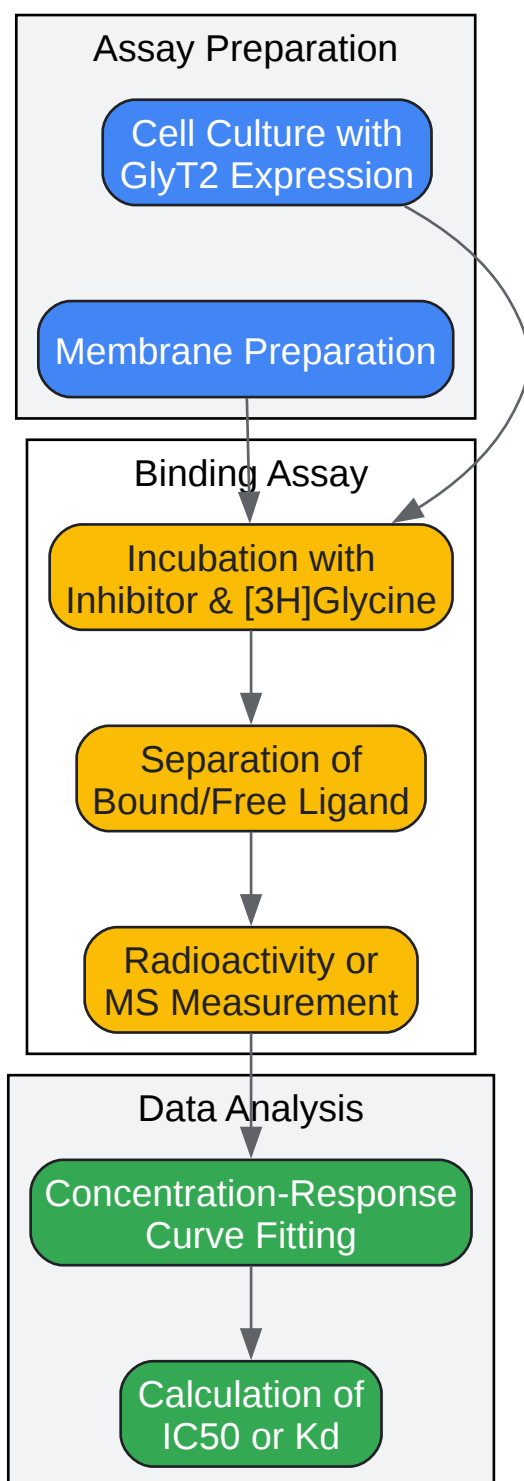 Assay Preparation
Cell Culture with
GlyT2 Expression
Membrane Preparation
Binding Assay
Incubation with
Inhibitor & [3H]Glycine
Separation of
Bound/Free Ligand
Radioactivity or
MS Measurement
Data Analysis
Concentration-Response
Curve Fitting
Calculation of
IC50 or Kd